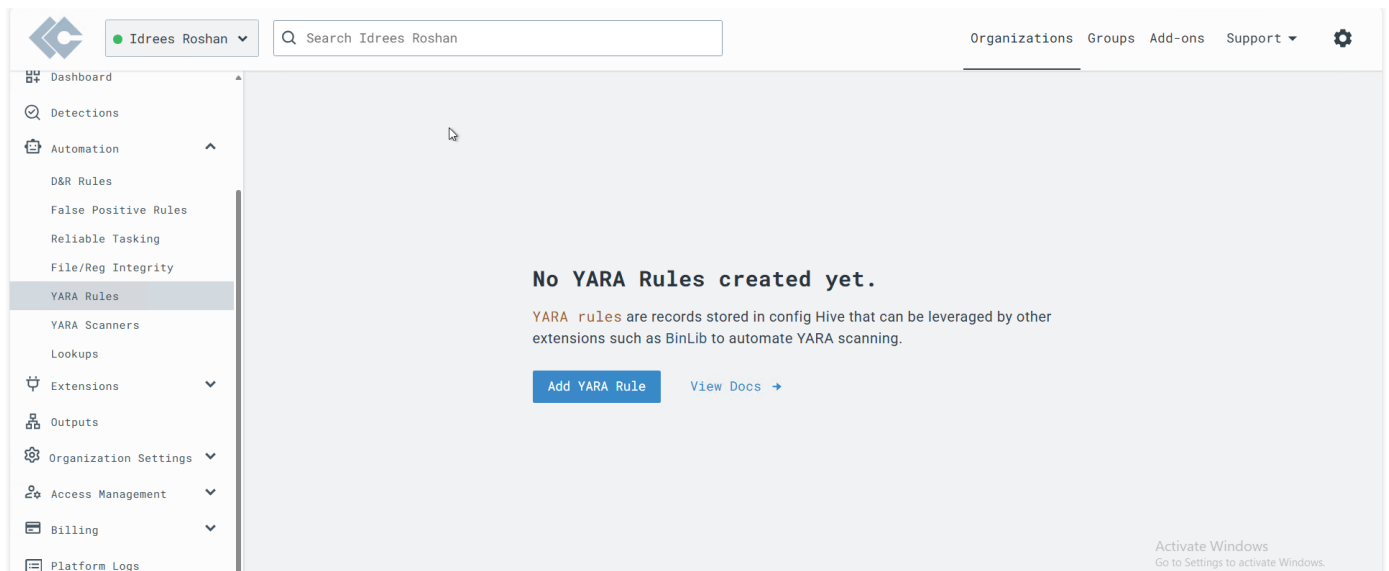 Idrees Roshan
Search Idrees Roshan
Organizations Groups Add-ons Support
Dashboard
Detections
Automation
D&R Rules
False Positive Rules
Reliable Tasking
File/Reg Integrity
YARA Rules
YARA Scanners
Lookups
Extensions
Outputs
Organization Settings
Access Management
Billing
Platform Logs
No YARA Rules created yet.
YARA rules are records stored in config Hive that can be leveraged by other
extensions such as BinLib to automate YARA scanning.
Add YARA Rule
View Docs
Activate Windows
Go to Settings to activate Windows.